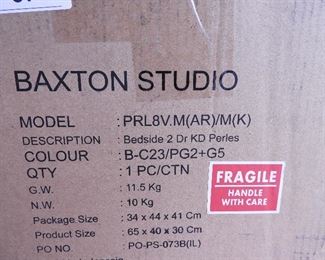 BAXTON STUDIO
MODEL : PRL8V.M(AR)/M(K)
DESCRIPTION : Bedside 2 Dr KD Perles
COLOUR : B-C23/PG2+G5
QTY : 1 PC/CTN
G.W. : 11.5 Kg
N.W. : 10 Kg
Package Size : 34 x 44 x 41 Cm
Product Size : 65 x 40 x 30 Cm
PO NO. : PO-PS-073B(IL)
FRAGILE
HANDLE
WITH CARE